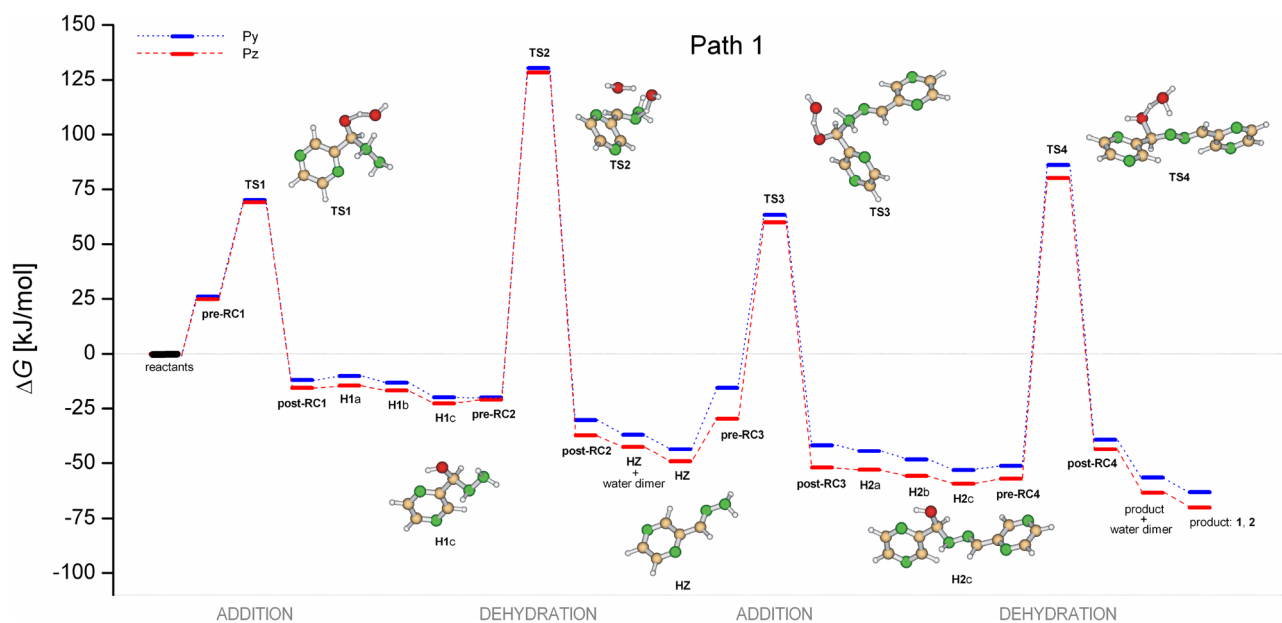 Path 1
Py
Pz
ΔG [kJ/mol]
150
125
100
75
50
25
0
-25
-50
-75
-100
reactants
pre-RC1
TS1
TS1
post-RC1
H1a
H1b
H1c
pre-RC2
H1c
TS2
TS2
post-RC2
HZ
+
water dimer
HZ
HZ
pre-RC3
TS3
TS3
post-RC3
H2a
H2b
H2c
pre-RC4
H2c
TS4
TS4
post-RC4
product
+
water dimer
product: 1, 2
ADDITION
DEHYDRATION
ADDITION
DEHYDRATION